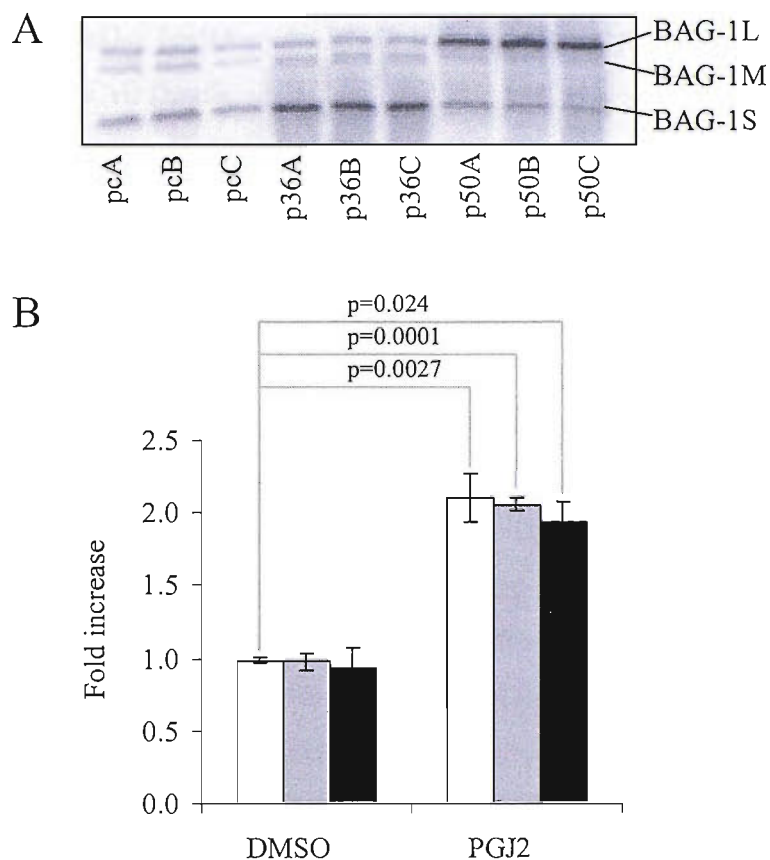 A
BAG-1L
BAG-1M
BAG-1S
pcA
pcB
pcC
p36A
p36B
p36C
p50A
p50B
p50C
B
p=0.024
p=0.0001
p=0.0027
2.5
2.0
1.5
1.0
0.5
0.0
Fold increase
DMSO
PGJ2